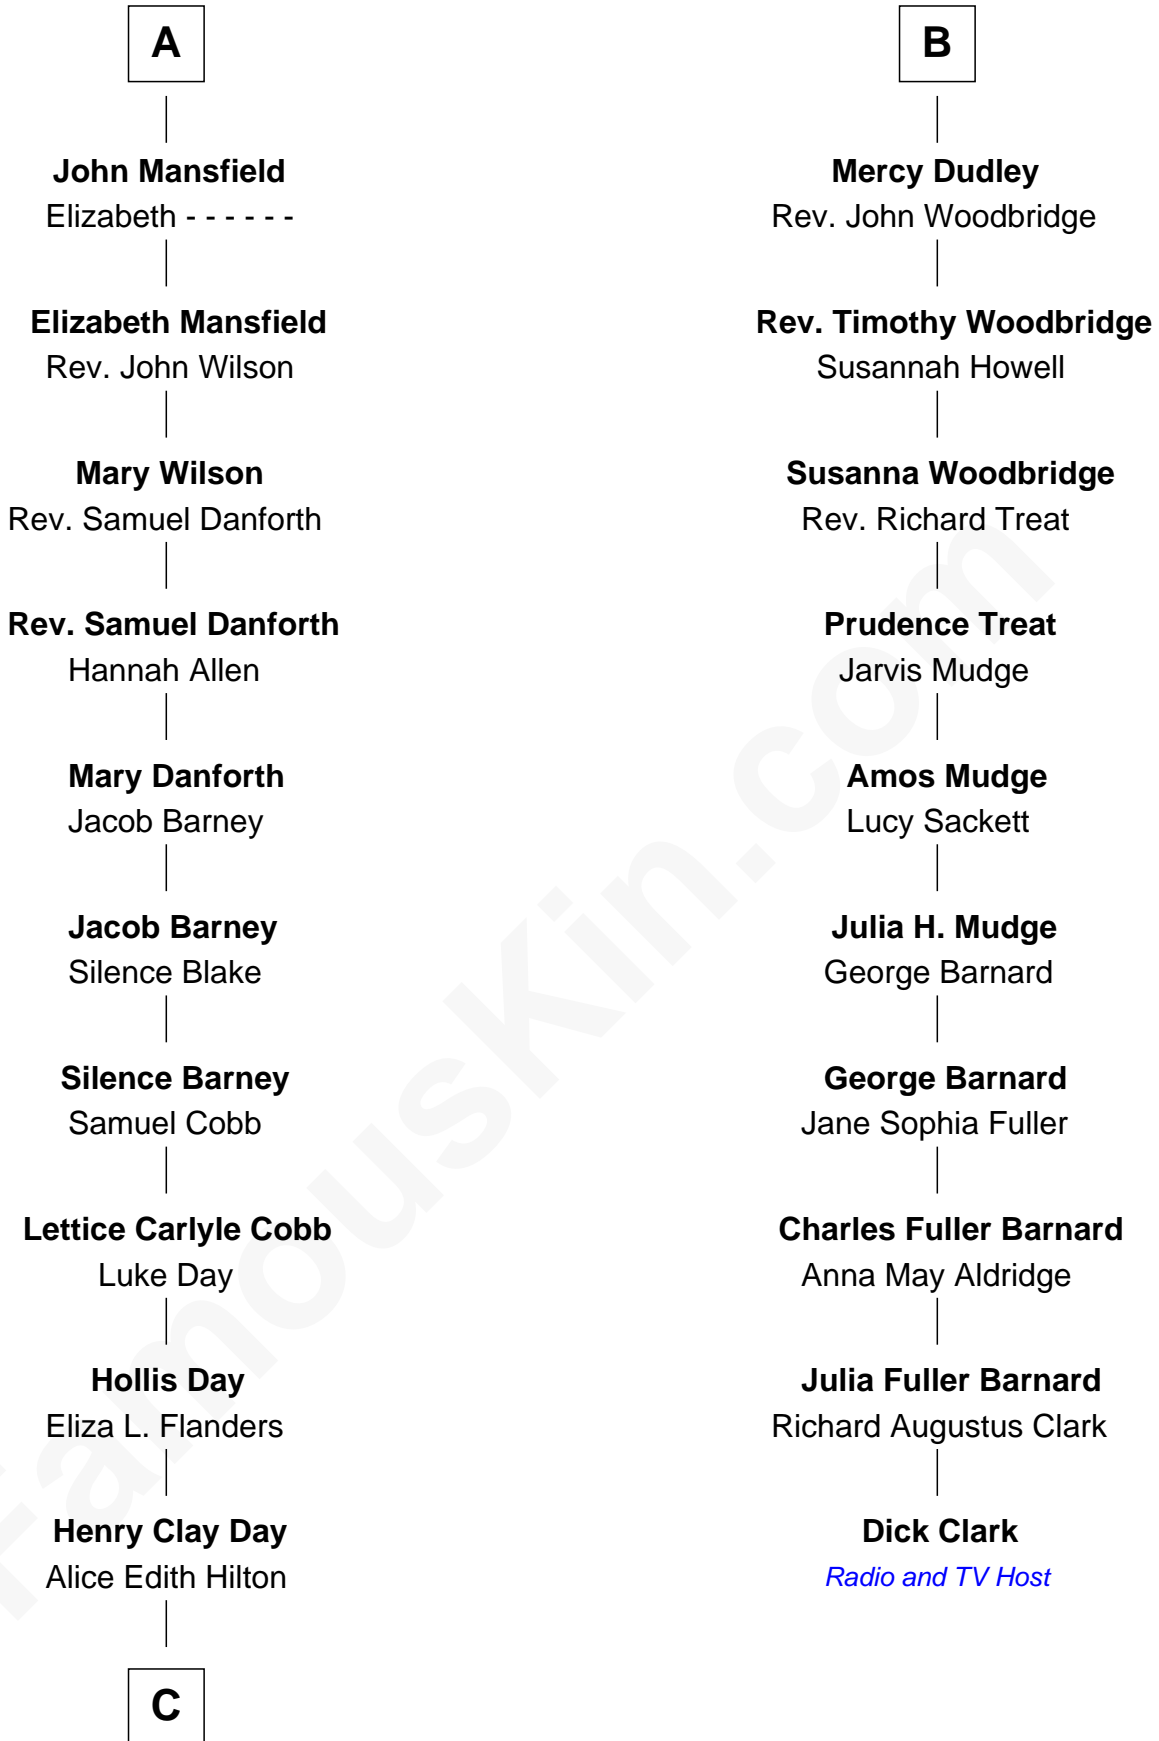 A
John Mansfield
Elizabeth - - - - - -
Elizabeth Mansfield
Rev. John Wilson
Mary Wilson
Rev. Samuel Danforth
Rev. Samuel Danforth
Hannah Allen
Mary Danforth
Jacob Barney
Jacob Barney
Silence Blake
Silence Barney
Samuel Cobb
Lettice Carlyle Cobb
Luke Day
Hollis Day
Eliza L. Flanders
Henry Clay Day
Alice Edith Hilton
C
B
Mercy Dudley
Rev. John Woodbridge
Rev. Timothy Woodbridge
Susannah Howell
Susanna Woodbridge
Rev. Richard Treat
Prudence Treat
Jarvis Mudge
Amos Mudge
Lucy Sackett
Julia H. Mudge
George Barnard
George Barnard
Jane Sophia Fuller
Charles Fuller Barnard
Anna May Aldridge
Julia Fuller Barnard
Richard Augustus Clark
Dick Clark
Radio and TV Host
FamousKin.com